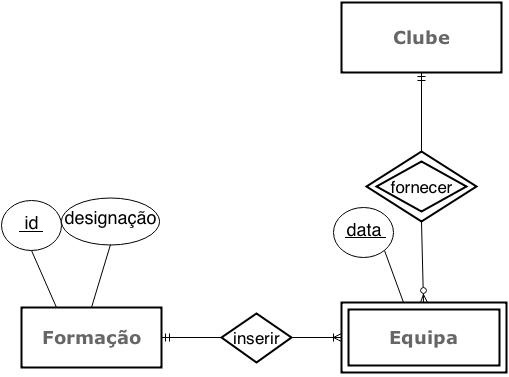 Clube
fornecer
id
designação
data
Formação
inserir
Equipa